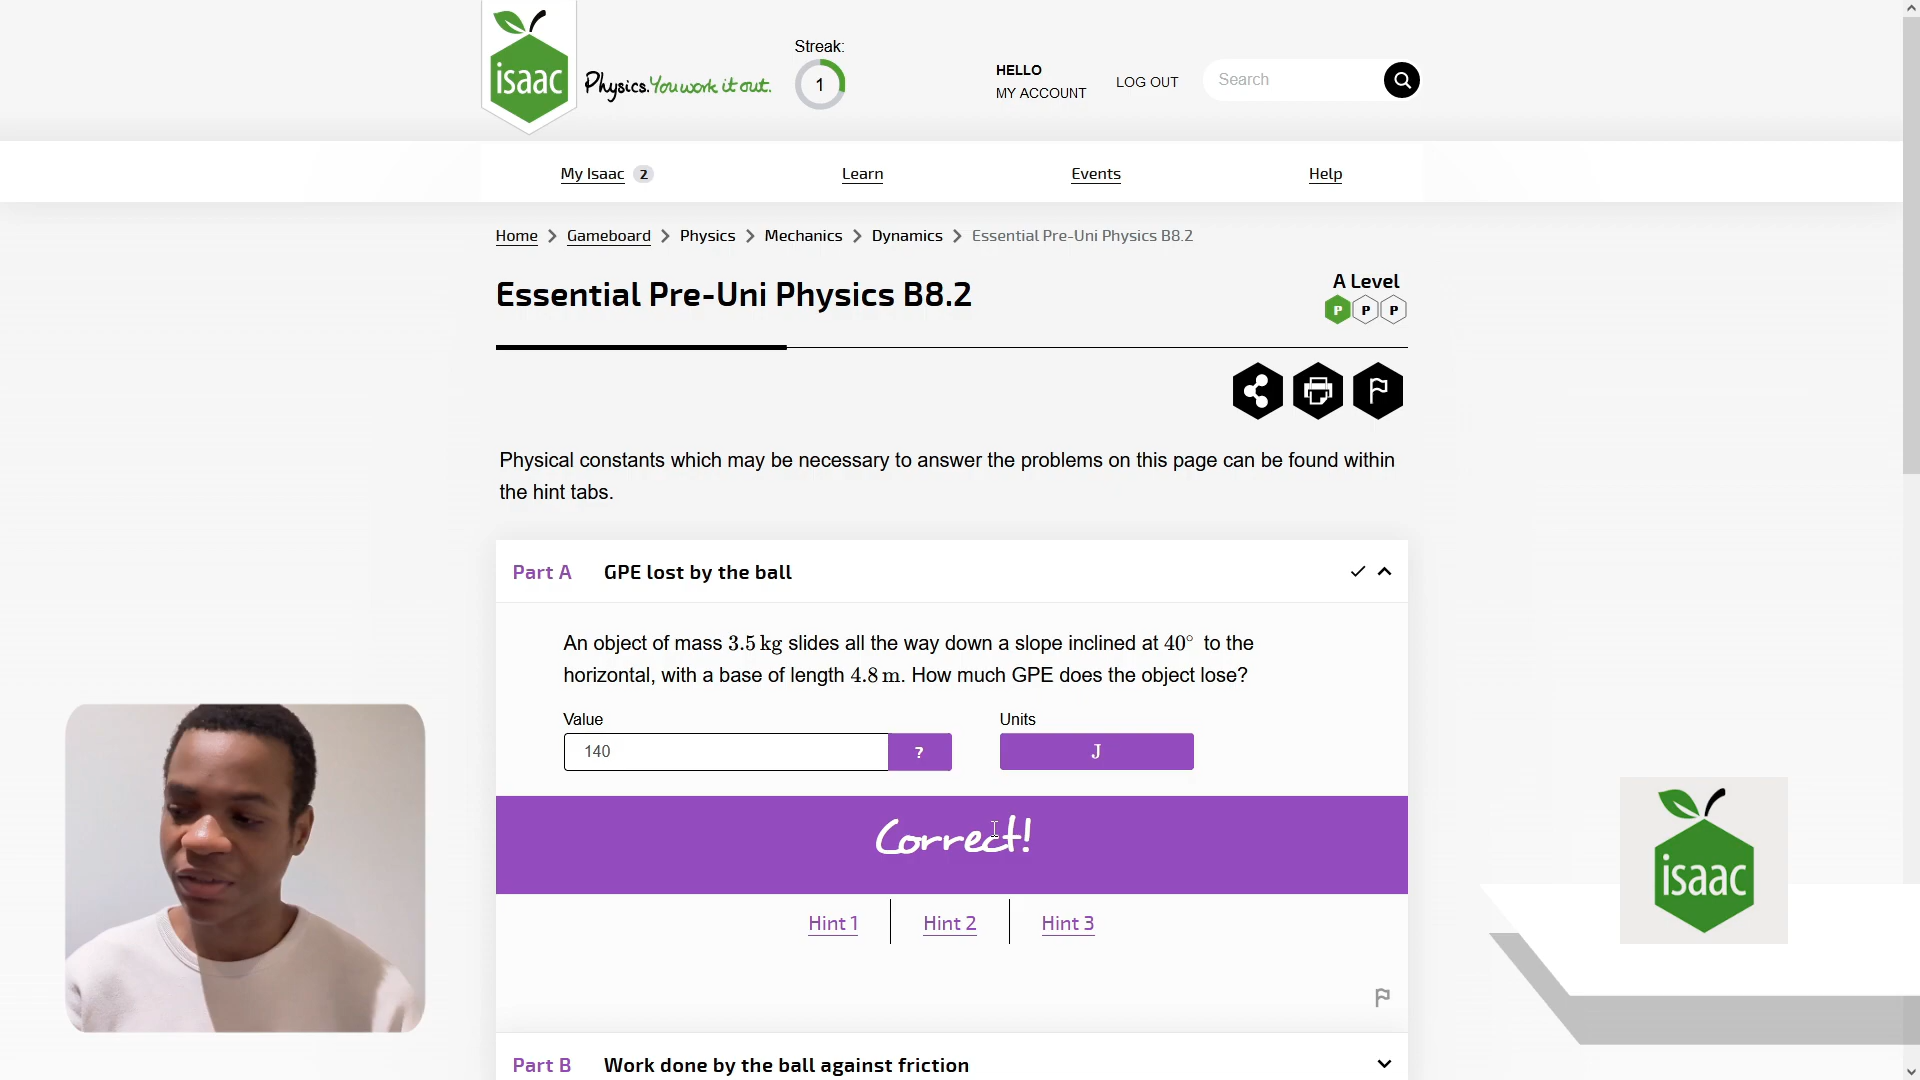 isaac
Physics. You work it out.
Streak:
1
HELLO
MY ACCOUNT
LOG OUT
Search
My Isaac 2
Learn
Events
Help
Home > Gameboard > Physics > Mechanics > Dynamics > Essential Pre-Uni Physics B8.2
Essential Pre-Uni Physics B8.2
A Level
P P P
Physical constants which may be necessary to answer the problems on this page can be found within
the hint tabs.
Part A GPE lost by the ball
An object of mass 3.5 kg slides all the way down a slope inclined at 40° to the
horizontal, with a base of length 4.8 m. How much GPE does the object lose?
Value
Units
140
?
J
Correct!
Hint 1
Hint 2
Hint 3
isaac
Part B Work done by the ball against friction